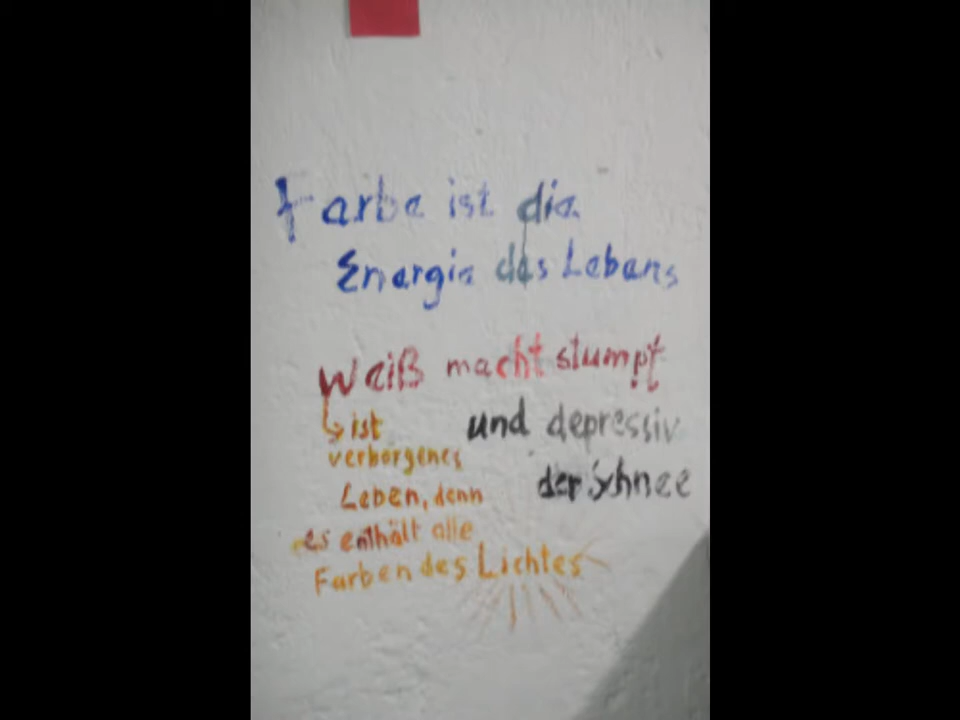 Farbe ist die
Energie des Lebens
Weiß macht stumpf
und depressiv
der Schnee
↳ ist
verborgenes
Leben, denn
es enthält alle
Farben des Lichtes